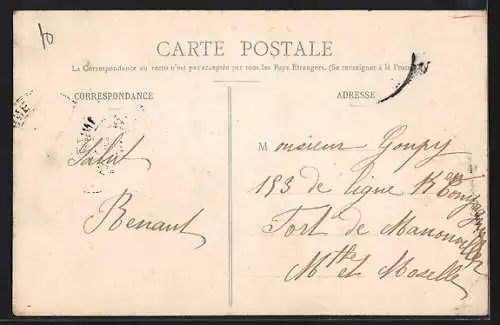 10
CARTE POSTALE
La Correspondance au recto n'est pas acceptée par tous les Pays Etrangers. (Se renseigner à la Poste)
CORRESPONDANCE
ADRESSE
Salut
Renaut
Monsieur Goupy
153 de ligne
Fort de Manonviller
Mthe et Moselle